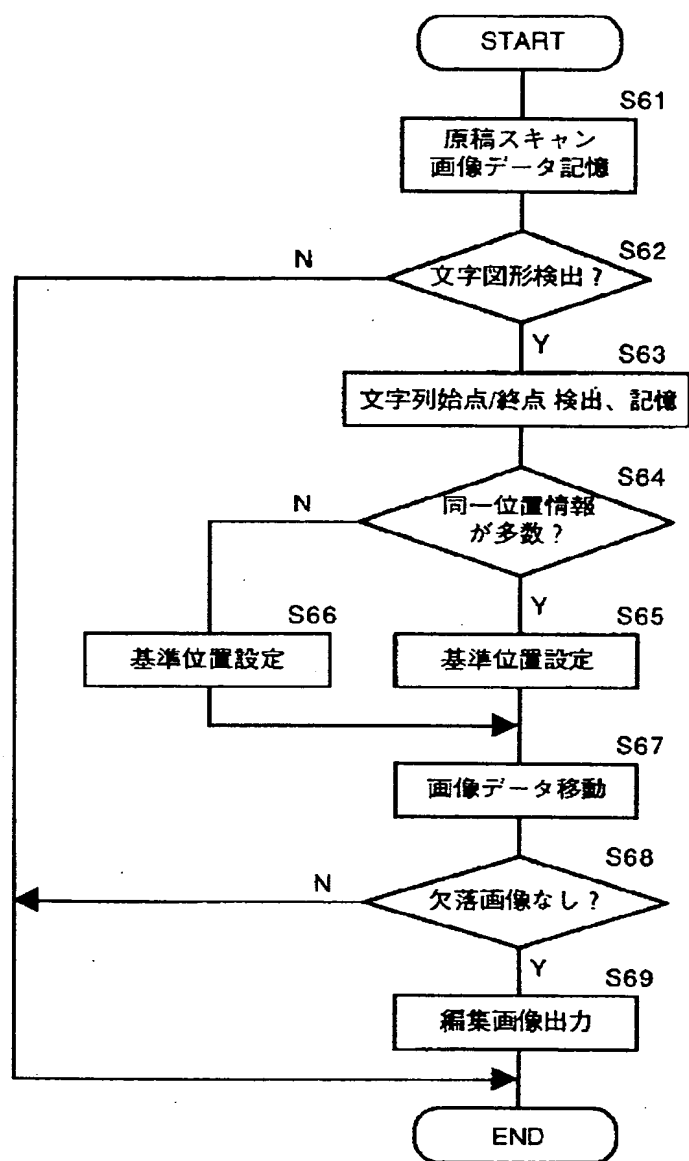 START
S61
原稿スキャン
画像データ記憶
S62
N
文字図形検出？
Y
S63
文字列始点/終点 検出、記憶
S64
N
同一位置情報
が多数？
Y
S66
S65
基準位置設定
基準位置設定
S67
画像データ移動
S68
N
欠落画像なし？
Y
S69
編集画像出力
END